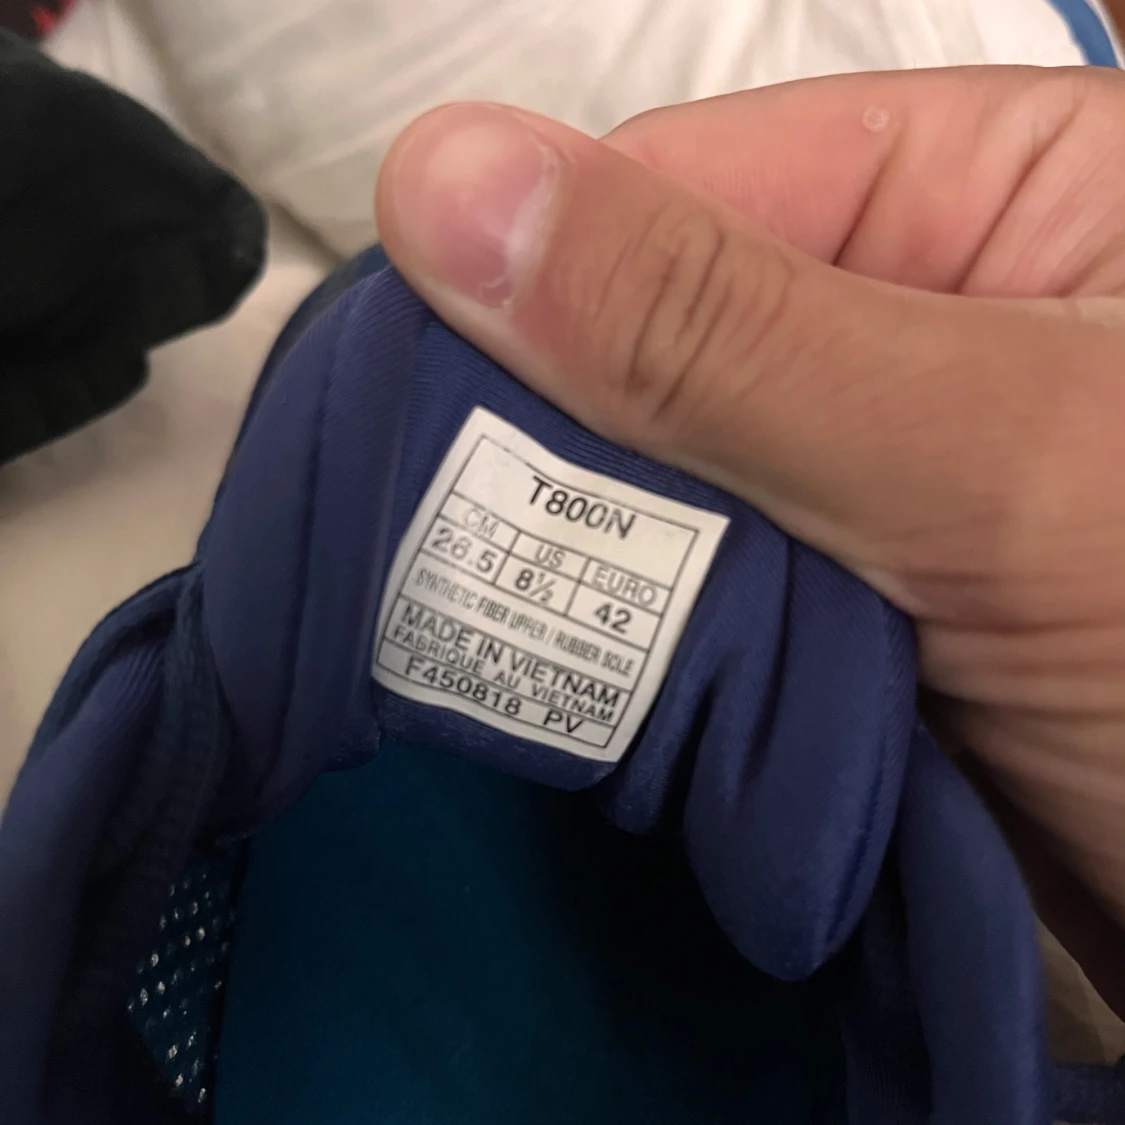 T800N
CM US EURO
26.5 8½ 42
SYNTHETIC FIBER UPPER / RUBBER SOLE
MADE IN VIETNAM
FABRIQUE AU VIETNAM
F450818 PV